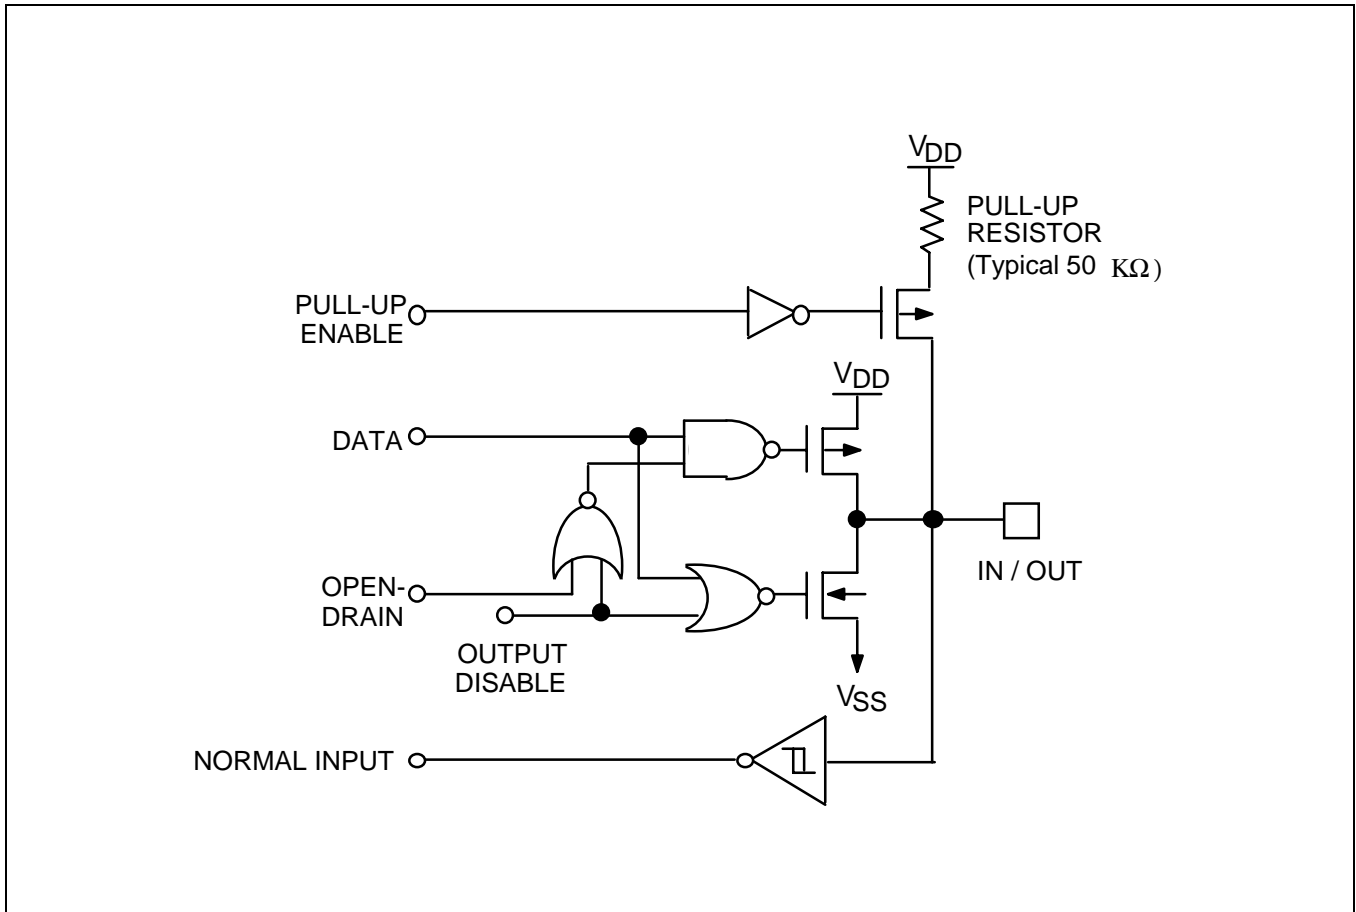 VDD
PULL-UP
RESISTOR
(Typical 50 KΩ)
PULL-UP
ENABLE
VDD
DATA
OPEN-
DRAIN
IN / OUT
OUTPUT
DISABLE
VSS
NORMAL INPUT